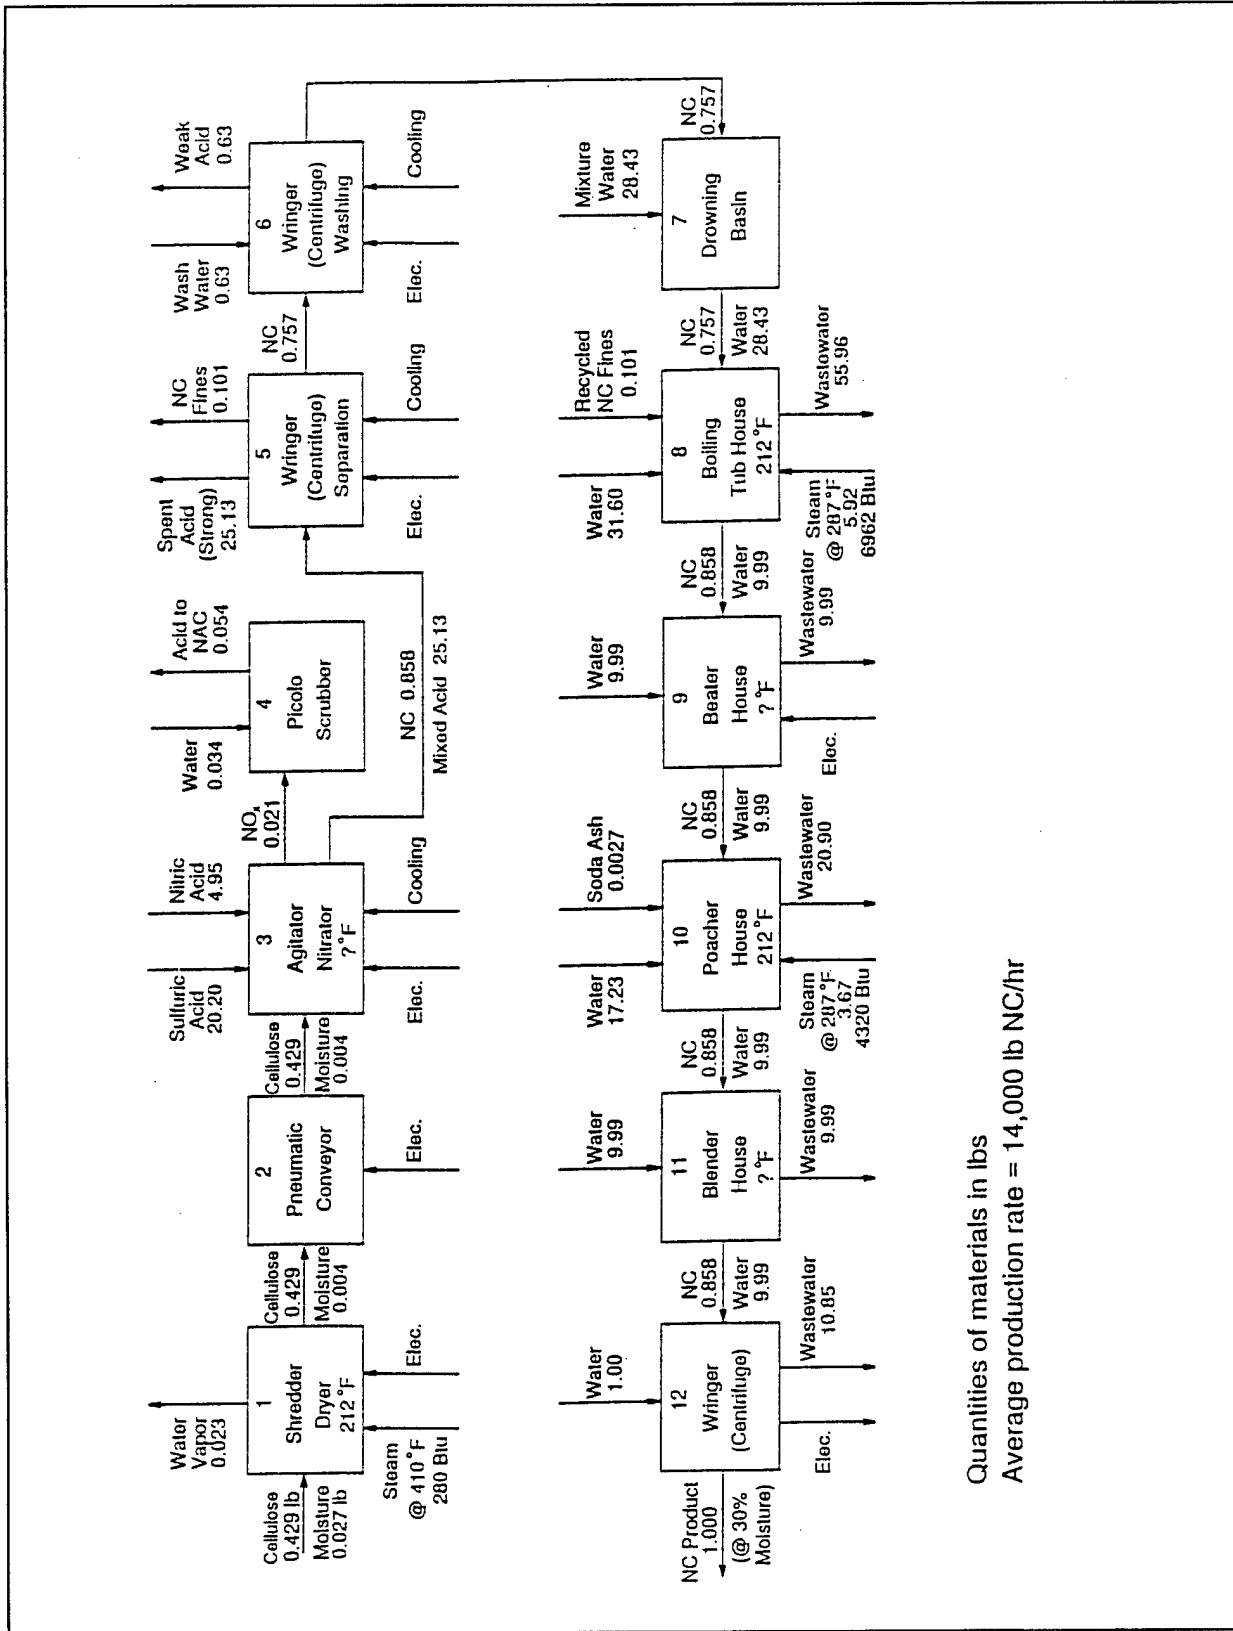 Water
Vapor
0.023
Cellulose
0.429 lb
Moisture
0.027 lb
1
Shredder
Dryer
212 °F
Steam
@ 410°F
280 Btu
Elec.
Cellulose
0.429
Moisture
0.004
2
Pneumatic
Conveyor
Elec.
Cellulose
0.429
Moisture
0.004
Sulfuric
Acid
20.20
Nitric
Acid
4.95
3
Agitator
Nitrator
?°F
Elec.
Cooling
NOx
0.021
Water
0.034
Acid to
NAC
0.054
4
Picolo
Scrubber
NC 0.858
Mixed Acid 25.13
Spent
Acid
(Strong)
25.13
NC
Fines
0.101
5
Wringer
(Centrifuge)
Separation
Elec.
Cooling
NC
0.757
Wash
Water
0.63
Weak
Acid
0.63
6
Wringer
(Centrifuge)
Washing
Elec.
Cooling
NC
0.757
Mixture
Water
28.43
7
Drowning
Basin
NC
0.757
Water
28.43
Water
31.60
Recycled
NC Fines
0.101
8
Boiling
Tub House
212 °F
Steam
@ 287 °F
5.92
6962 Btu
Wastewater
55.96
NC
0.858
Water
9.99
Water
9.99
9
Beater
House
? °F
Elec.
Wastewater
9.99
NC
0.858
Water
9.99
Water
17.23
Soda Ash
0.0027
10
Poacher
House
212 °F
Steam
@ 287 °F
3.67
4320 Btu
Wastewater
20.90
NC
0.858
Water
9.99
Water
9.99
11
Blender
House
? °F
Wastewater
9.99
NC
0.858
Water
9.99
Water
1.00
12
Wringer
(Centrifuge)
Elec.
Wastewater
10.85
NC Product
1.000
(@ 30%
Moisture)
Quantities of materials in lbs
Average production rate = 14,000 lb NC/hr